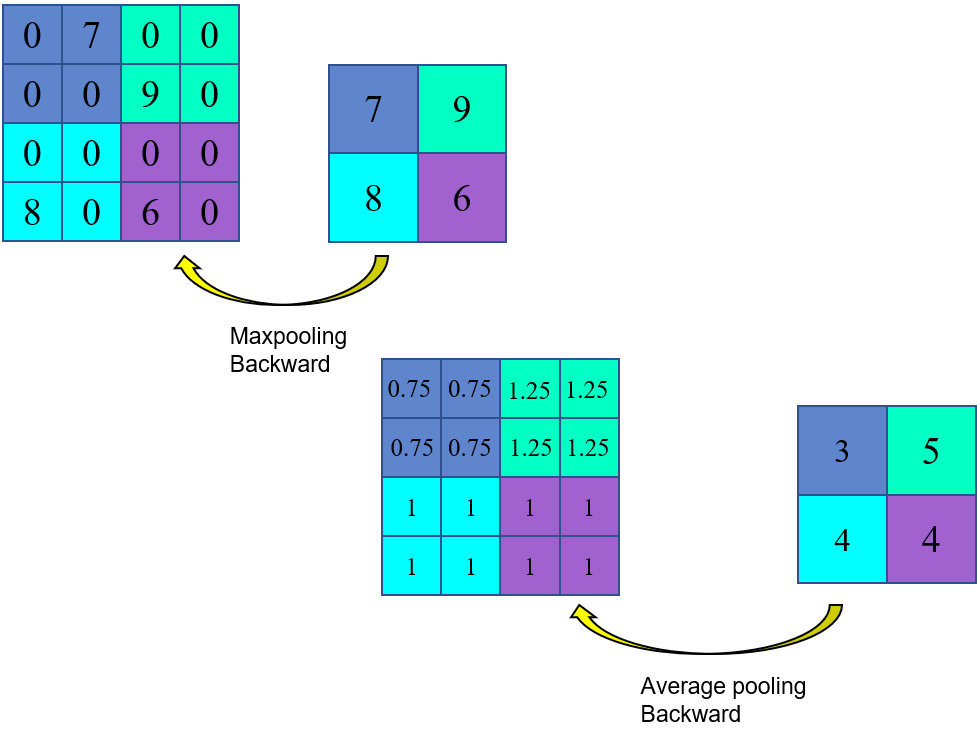 0 7 0 0
0 0 9 0
0 0 0 0
8 0 6 0
7 9
8 6
Maxpooling
Backward
0.75 0.75 1.25 1.25
0.75 0.75 1.25 1.25
1 1 1 1
1 1 1 1
3 5
4 4
Average pooling
Backward